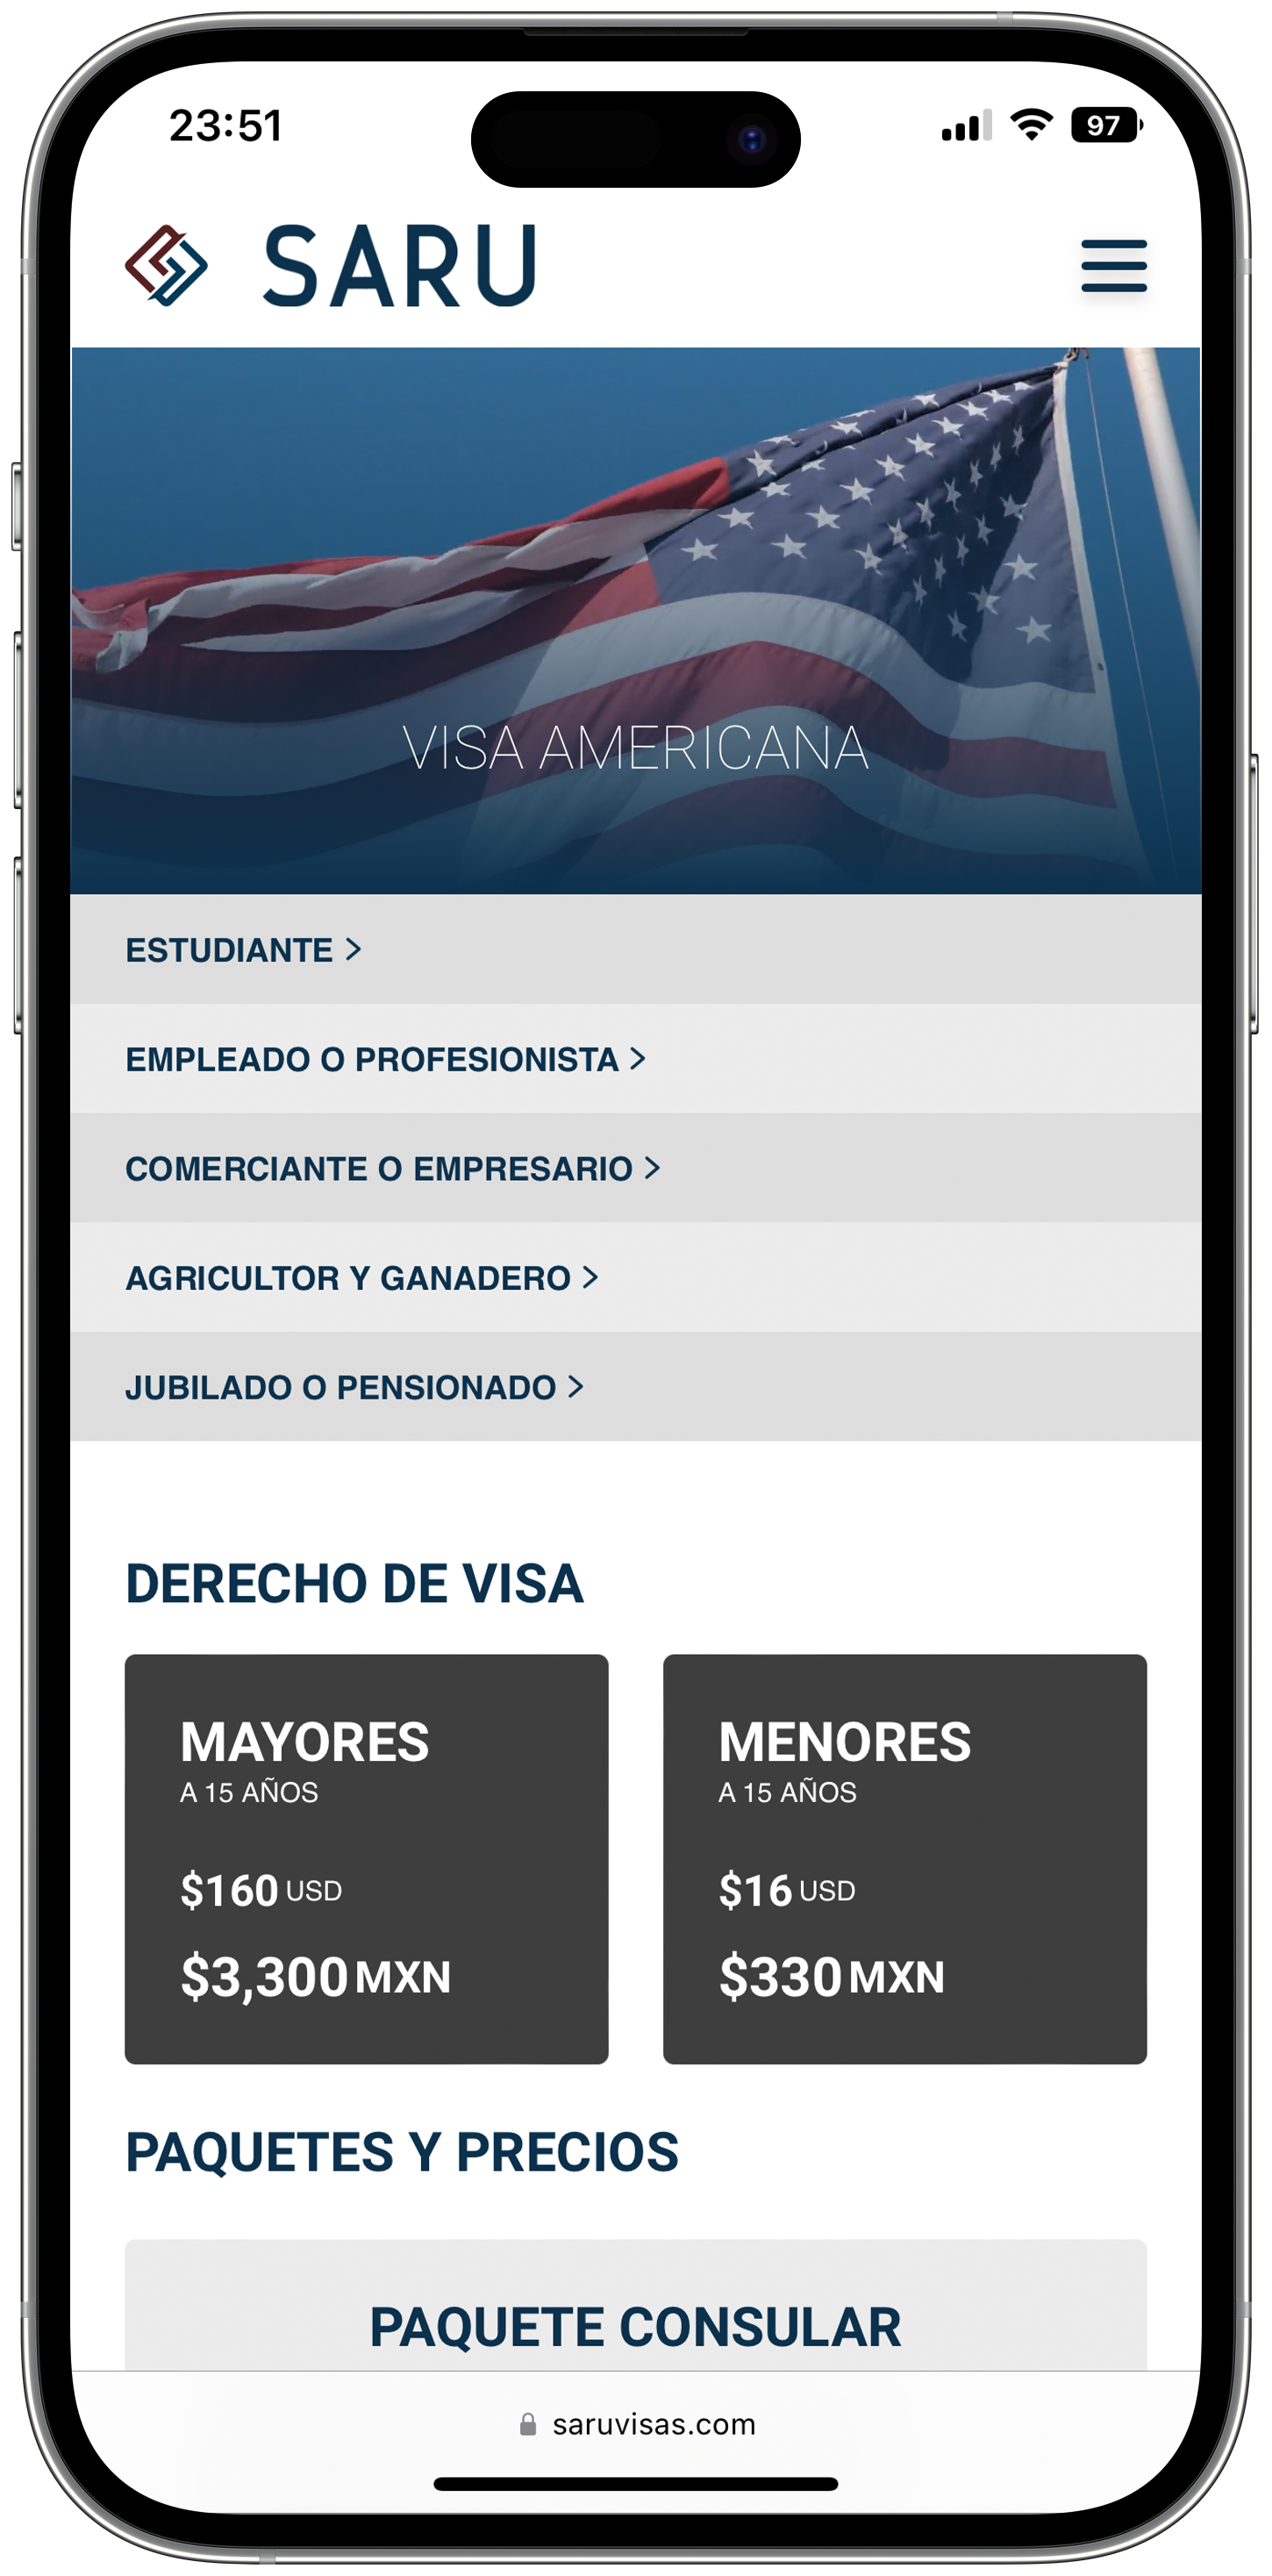 23:51
97
SARU
VISA AMERICANA
ESTUDIANTE >
EMPLEADO O PROFESIONISTA >
COMERCIANTE O EMPRESARIO >
AGRICULTOR Y GANADERO >
JUBILADO O PENSIONADO >
DERECHO DE VISA
MAYORES
A 15 AÑOS
$160 USD
$3,300 MXN
MENORES
A 15 AÑOS
$16 USD
$330 MXN
PAQUETES Y PRECIOS
PAQUETE CONSULAR
saruvisas.com